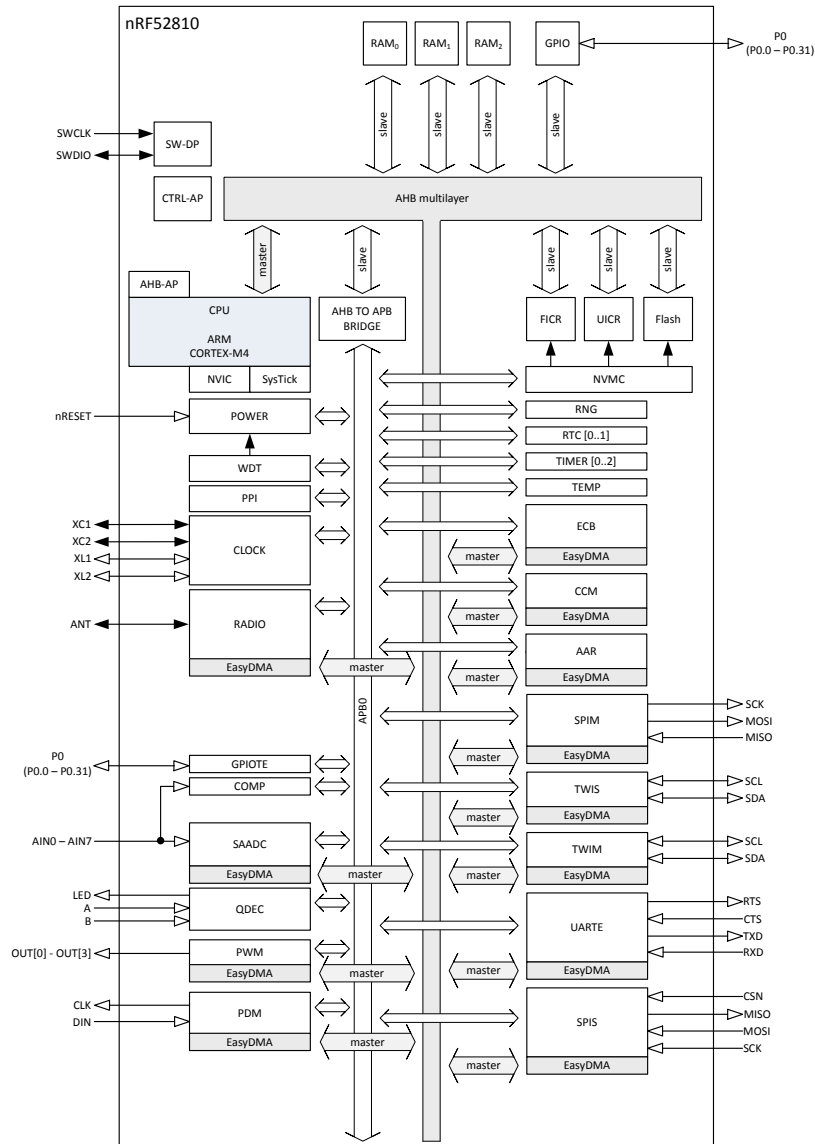 nRF52810
RAM0 RAM1 RAM2 GPIO
P0
(P0.0 – P0.31)
slave slave slave slave
SWCLK
SWDIO
SW-DP
CTRL-AP
AHB multilayer
master slave slave slave slave
AHB-AP
CPU
ARM
CORTEX-M4
NVIC SysTick
AHB TO APB
BRIDGE
FICR UICR Flash
NVMC
nRESET
POWER
RNG
RTC [0..1]
WDT
TIMER [0..2]
PPI
TEMP
XC1
XC2
XL1
XL2
CLOCK
ECB
master EasyDMA
CCM
master EasyDMA
ANT
RADIO
EasyDMA master
AAR
master EasyDMA
APB0
SPIM
master EasyDMA
SCK
MOSI
MISO
P0
(P0.0 – P0.31)
GPIOTE
COMP
TWIS
master EasyDMA
SCL
SDA
AIN0 – AIN7
SAADC
EasyDMA master
TWIM
master EasyDMA
SCL
SDA
LED
A
B
QDEC
UARTE
master EasyDMA
RTS
CTS
TXD
RXD
OUT[0] - OUT[3]
PWM
EasyDMA master
CLK
DIN
PDM
EasyDMA master
SPIS
master EasyDMA
CSN
MISO
MOSI
SCK